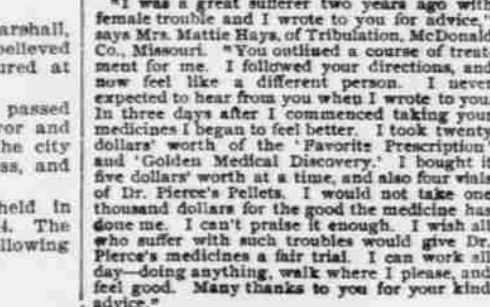 arshall,
believed
ured at
passed
or and
he city
ss, and
held in
4. The
llowing
"I was a great sufferer two years ago with
female trouble and I wrote to you for advice,"
says Mrs. Mattie Hays, of Tribulation, McDonald
Co., Missouri. "You outlined a course of treat-
ment for me. I followed your directions, and
now feel like a different person. I never
expected to hear from you when I wrote to you.
In three days after I commenced taking your
medicines I began to feel better. I took twenty
dollars' worth of the 'Favorite Prescription'
and 'Golden Medical Discovery.' I bought it
five dollars' worth at a time, and also four vials
of Dr. Pierce's Pellets. I would not take one
thousand dollars for the good the medicine has
done me. I can't praise it enough. I wish all
who suffer with such troubles would give Dr.
Pierce's medicines a fair trial. I can work all
day—doing anything, walk where I please, and
feel good. Many thanks to you for your kind
advice."